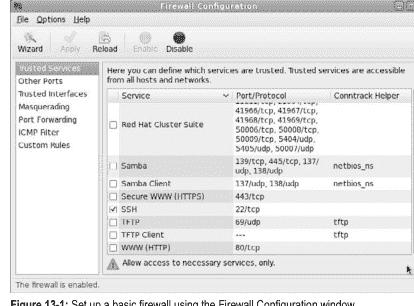 Firewall Configuration
File Options Help
Wizard Apply Reload Enable Disable
Trusted Services
Other Ports
Trusted Interfaces
Masquerading
Port Forwarding
ICMP Filter
Custom Rules
Here you can define which services are trusted. Trusted services are accessible
from all hosts and networks.
Service Port/Protocol Conntrack Helper
41966/tcp, 41967/tcp,
Red Hat Cluster Suite 41968/tcp, 41969/tcp,
50006/tcp, 50008/tcp,
50009/tcp, 5404/udp,
5405/udp, 50007/udp
Samba 139/tcp, 445/tcp, 137/
udp, 138/udp netbios_ns
Samba Client 137/udp, 138/udp netbios_ns
Secure WWW (HTTPS) 443/tcp
SSH 22/tcp
TFTP 69/udp tftp
TFTP Client --- tftp
WWW (HTTP) 80/tcp
Allow access to necessary services, only.
The firewall is enabled.
Figure 13-1: Set up a basic firewall using the Firewall Configuration window.